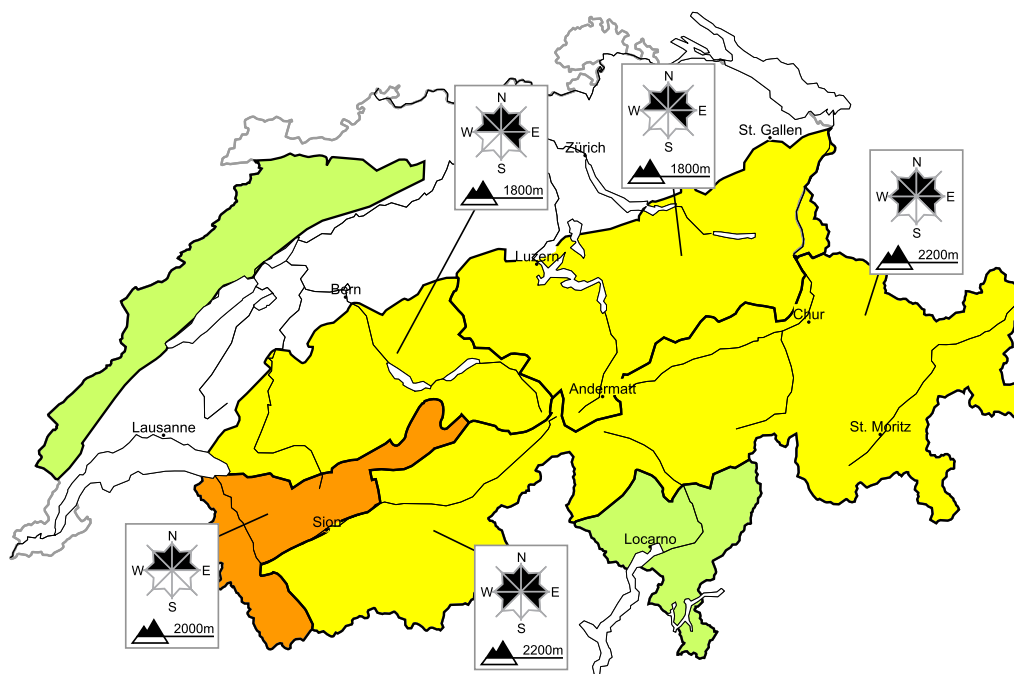 N
W E
S
1800m
N
W E
S
1800m
N
W E
S
2200m
St. Gallen
Zürich
Luzern
Bern
Chur
Andermatt
St. Moritz
Lausanne
Sion
Locarno
N
W E
S
2000m
N
W E
S
2200m